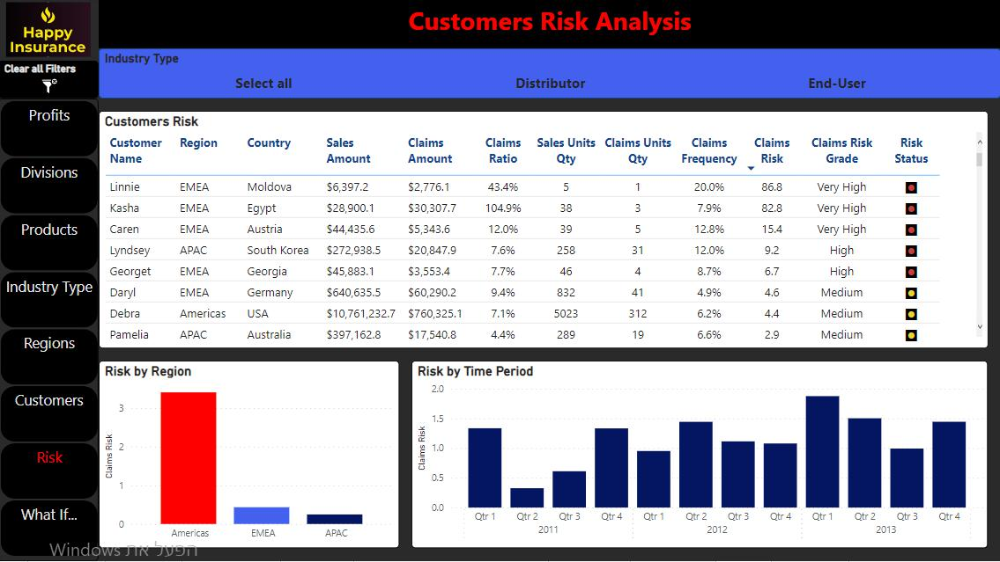 Happy
Insurance
Customers Risk Analysis
Clear all Filters
Industry Type
Select all Distributor End-User
Profits
Divisions
Products
Industry Type
Regions
Customers
Risk
What If...
Customers Risk
Customer Name Region Country Sales Amount Claims Amount Claims Ratio Sales Units Qty Claims Units Qty Claims Frequency Claims Risk Claims Risk Grade Risk Status
Linnie EMEA Moldova $6,397.2 $2,776.1 43.4% 5 1 20.0% 86.8 Very High
Kasha EMEA Egypt $28,900.1 $30,307.7 104.9% 38 3 7.9% 82.8 Very High
Caren EMEA Austria $44,435.6 $5,343.6 12.0% 39 5 12.8% 15.4 Very High
Lyndsey APAC South Korea $272,938.5 $20,847.9 7.6% 258 31 12.0% 9.2 High
Georget EMEA Georgia $45,883.1 $3,553.4 7.7% 46 4 8.7% 6.7 High
Daryl EMEA Germany $640,635.5 $60,290.2 9.4% 832 41 4.9% 4.6 Medium
Debra Americas USA $10,761,232.7 $760,325.1 7.1% 5023 312 6.2% 4.4 Medium
Pamelia APAC Australia $397,162.8 $17,540.8 4.4% 289 19 6.6% 2.9 Medium
Risk by Region
Claims Risk
3
2
1
0
Americas EMEA APAC
Risk by Time Period
Claims Risk
2.0
1.5
1.0
0.5
0.0
Qtr 1 Qtr 2 Qtr 3 Qtr 4 Qtr 1 Qtr 2 Qtr 3 Qtr 4 Qtr 1 Qtr 2 Qtr 3 Qtr 4
2011 2012 2013
הפעל את Windows